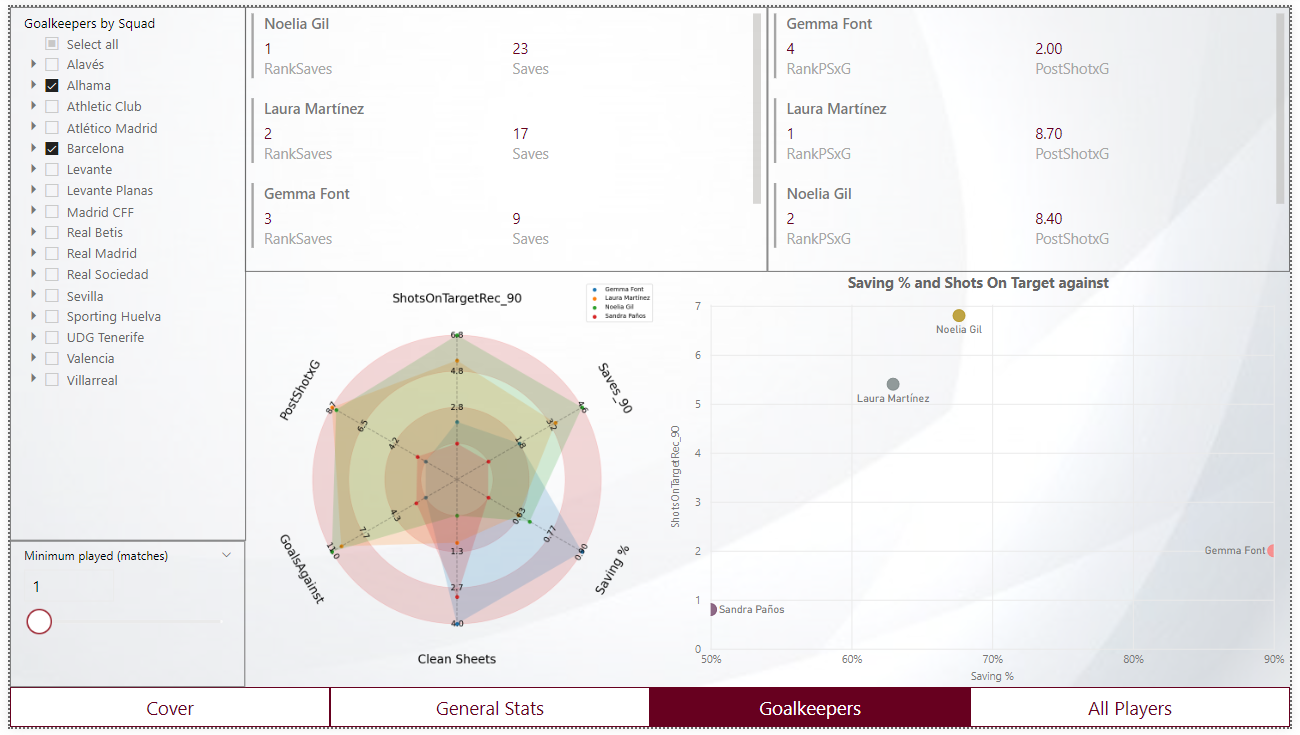 Goalkeepers by Squad
Select all
Alavés
Alhama
Athletic Club
Atlético Madrid
Barcelona
Levante
Levante Planas
Madrid CFF
Real Betis
Real Madrid
Real Sociedad
Sevilla
Sporting Huelva
UDG Tenerife
Valencia
Villarreal
Minimum played (matches)
1
Noelia Gil
1 23
RankSaves Saves
Laura Martínez
2 17
RankSaves Saves
Gemma Font
3 9
RankSaves Saves
Gemma Font
4 2.00
RankPSxG PostShotxG
Laura Martínez
1 8.70
RankPSxG PostShotxG
Noelia Gil
2 8.40
RankPSxG PostShotxG
ShotsOnTargetRec_90
Gemma Font
Laura Martínez
Noelia Gil
Sandra Paños
6.8
4.8
2.8
Saves_90
4.6
3.2
1.8
Saving %
0.63
0.77
0.90
Clean Sheets
1.3
2.7
4.0
GoalsAgainst
4.3
7.7
11.0
PostShotxG
8.7
6.5
4.2
Saving % and Shots On Target against
ShotsOnTargetRec_90
7
6
5
4
3
2
1
0
Noelia Gil
Laura Martínez
Gemma Font
Sandra Paños
50% 60% 70% 80% 90%
Saving %
Cover General Stats Goalkeepers All Players